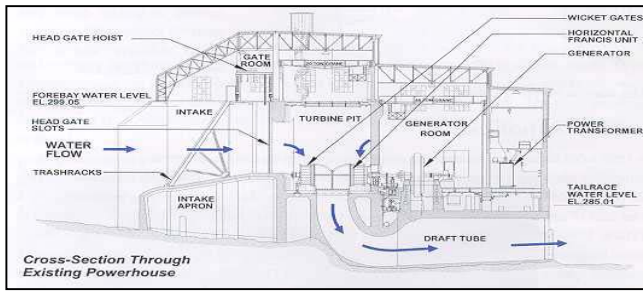 WICKET GATES
HORIZONTAL
FRANCIS UNIT
GENERATOR
HEAD GATE HOIST
GATE
ROOM
FOREBAY WATER LEVEL
EL.299.05
INTAKE
HEAD GATE
SLOTS
TURBINE PIT
GENERATOR
ROOM
POWER
TRANSFORMER
WATER
FLOW
TRASHRACKS
INTAKE
APRON
TAILRACE
WATER LEVEL
EL.285.01
DRAFT TUBE
Cross-Section Through
Existing Powerhouse